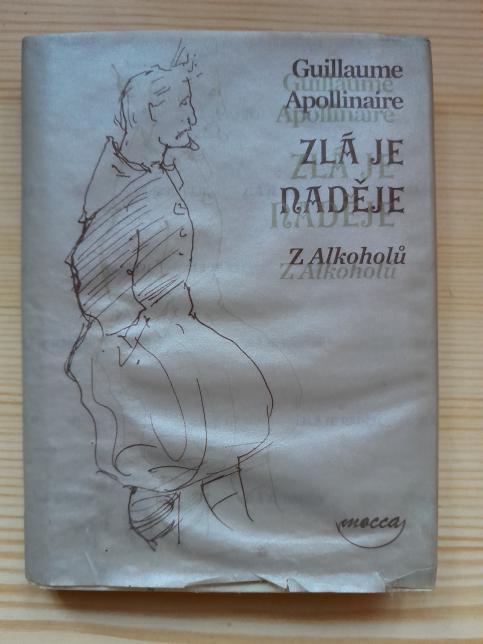 Guillaume
Apollinaire
ZLÁ JE
NADĚJE
Z Alkoholů
mocca